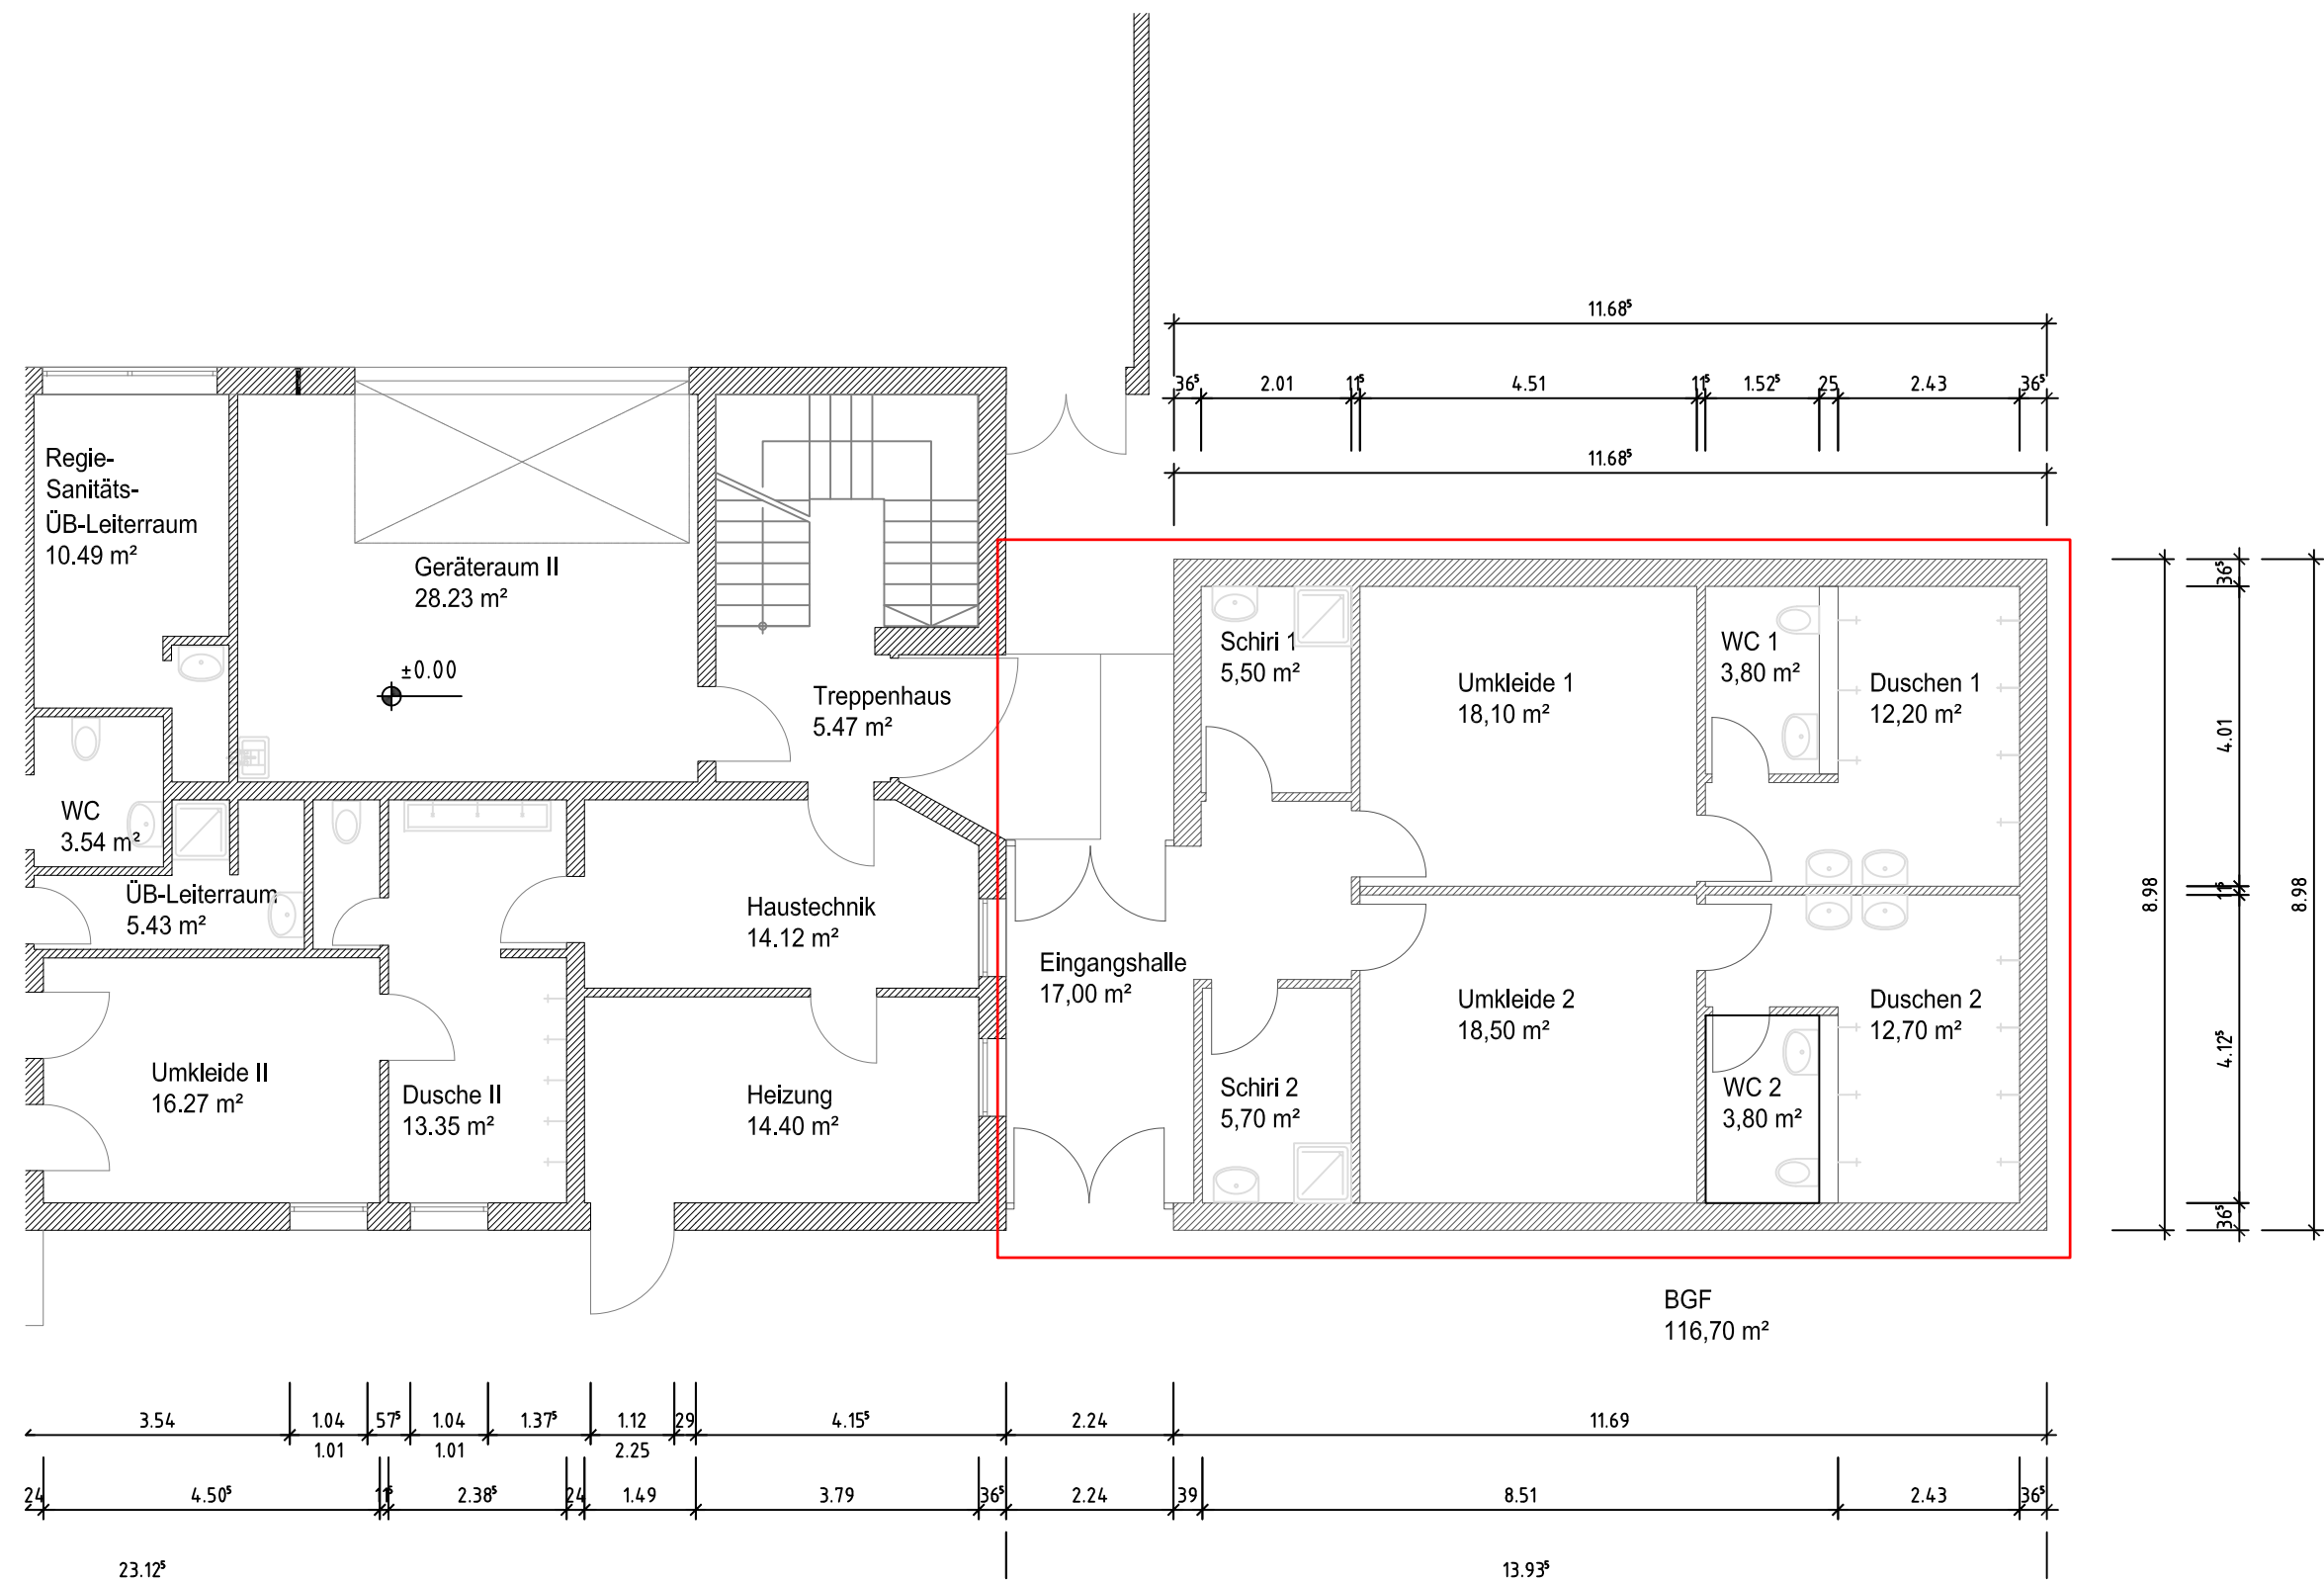 11.68⁵
36⁵ 2.01 11⁵ 4.51 11⁵ 1.52⁵ 25 2.43 36⁵
11.68⁵
Regie-
Sanitäts-
ÜB-Leiterraum
10.49 m²
Geräteraum II
28.23 m²
±0.00
Treppenhaus
5.47 m²
WC
3.54 m²
ÜB-Leiterraum
5.43 m²
Haustechnik
14.12 m²
Umkleide II
16.27 m²
Dusche II
13.35 m²
Heizung
14.40 m²
Eingangshalle
17,00 m²
Schiri 1
5,50 m²
Umkleide 1
18,10 m²
WC 1
3,80 m²
Duschen 1
12,20 m²
Schiri 2
5,70 m²
Umkleide 2
18,50 m²
WC 2
3,80 m²
Duschen 2
12,70 m²
8.98
36⁵
4.01
11⁵
4.12⁵
36⁵
8.98
BGF
116,70 m²
3.54 1.04 57⁵ 1.04 1.37⁵ 1.12 29 4.15⁵ 2.24 11.69
1.01 1.01 2.25
24 4.50⁵ 11⁵ 2.38⁵ 24 1.49 3.79 36⁵ 2.24 39 8.51 2.43 36⁵
23.12⁵ 13.93⁵